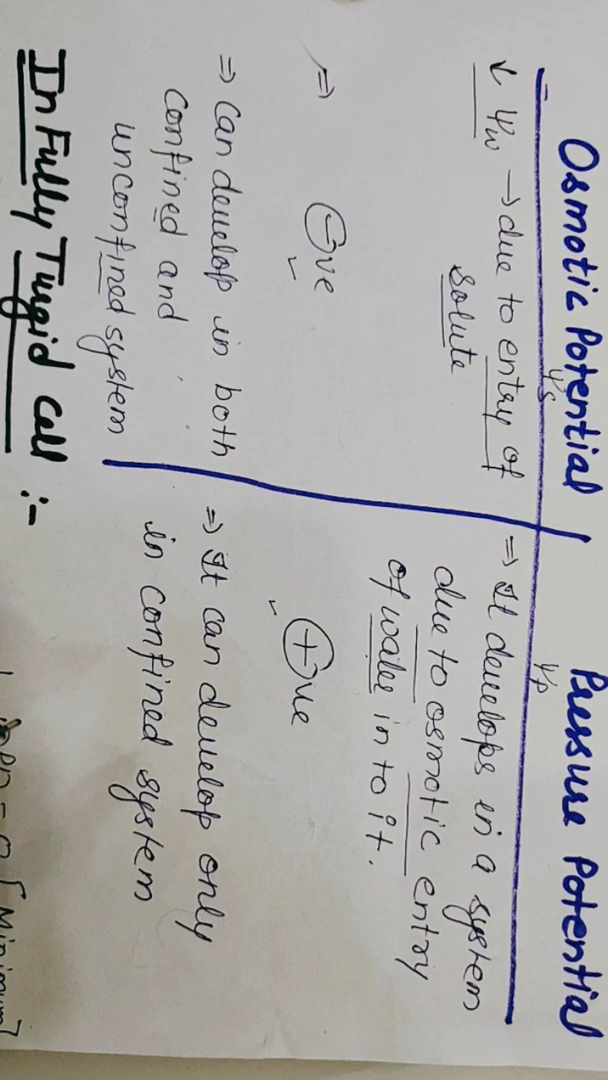 Osmotic Potential ψs
Pressure Potential ψp
↓ ψw → due to entry of
solute
⇒ It develops in a system
due to osmotic entry
of water in to it.
⇒ ⊖ve
⊕ve
⇒ can develop in both
confined and
unconfined system
⇒ It can develop only
in confined system
In Fully Turgid Cell :-